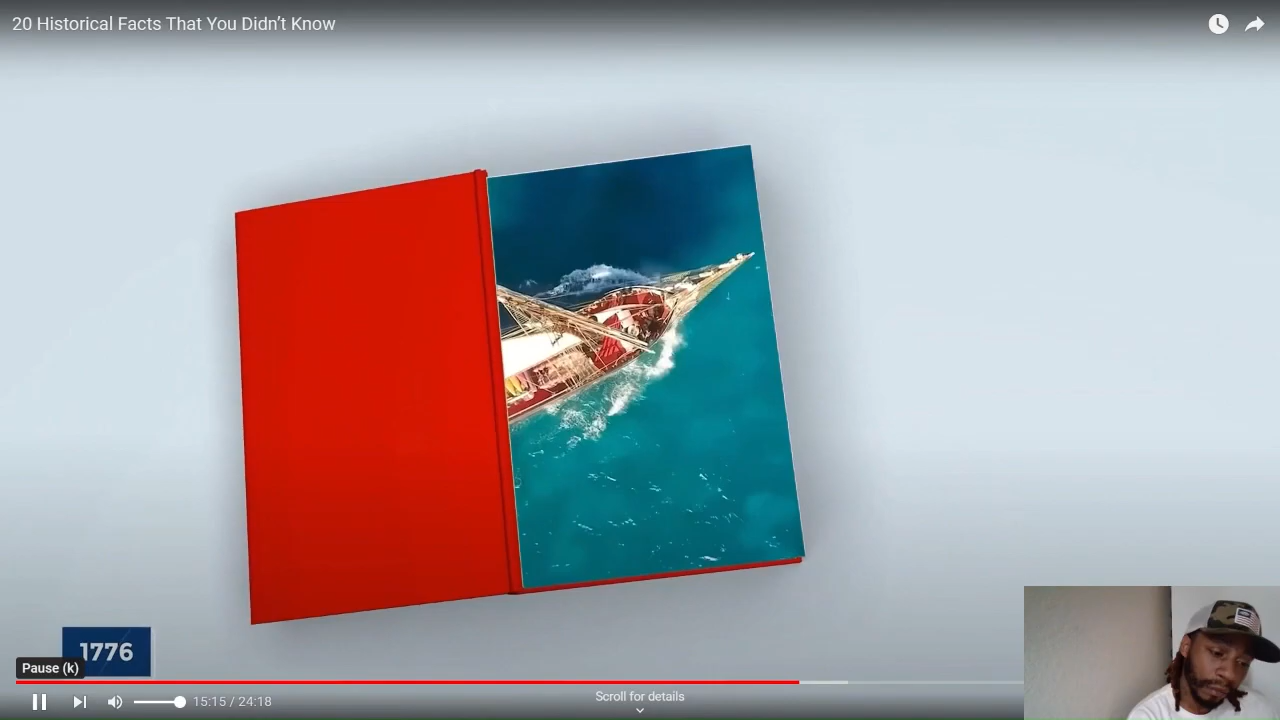 20 Historical Facts That You Didn’t Know
1776
Pause (k)
15:15 / 24:18
Scroll for details